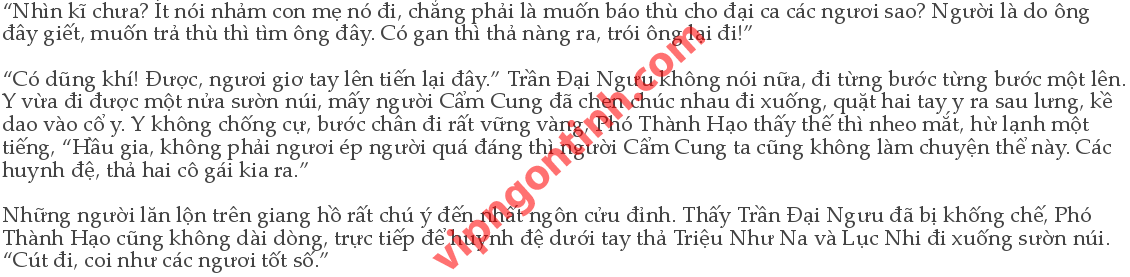 “Nhìn kĩ chưa? Ít nói nhảm con mẹ nó đi, chẳng phải là muốn báo thù cho đại ca các ngươi sao? Người là do ông
đây giết, muốn trả thù thì tìm ông đây. Có gan thì thả nàng ra, trói ông lại đi!”
“Có dũng khí! Được, ngươi giơ tay lên tiến lại đây.” Trần Đại Ngưu không nói nữa, đi từng bước từng bước một lên.
Y vừa đi được một nửa sườn núi, mấy người Cẩm Cung đã chen chúc nhau đi xuống, quặt hai tay y ra sau lưng, kề
dao vào cổ y. Y không chống cự, bước chân đi rất vững vàng, Phó Thành Hạo thấy thế thì nheo mắt, hừ lạnh một
tiếng, “Hầu gia, không phải ngươi ép người quá đáng thì người Cẩm Cung ta cũng không làm chuyện thế này. Các
huynh đệ, thả hai cô gái kia ra.”
Những người lăn lộn trên giang hồ rất chú ý đến nhất ngôn cửu đỉnh. Thấy Trần Đại Ngưu đã bị khống chế, Phó
Thành Hạo cũng không dài dòng, trực tiếp để huynh đệ dưới tay thả Triệu Như Na và Lục Nhi đi xuống sườn núi.
“Cút đi, coi như các ngươi tốt số.”
vipngontinh.com